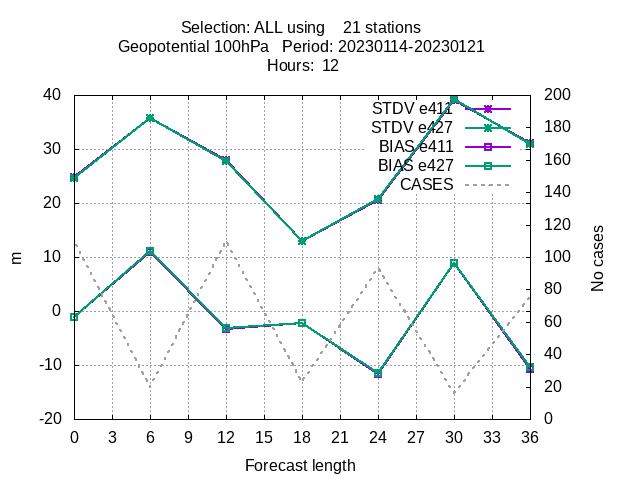 Selection: ALL using    21 stations
Geopotential 100hPa   Period: 20230114-20230121
Hours:  12
STDV e411
STDV e427
BIAS e411
BIAS e427
CASES
40
30
20
10
0
-10
-20
m
200
180
160
140
120
100
80
60
40
20
0
No cases
0 3 6 9 12 15 18 21 24 27 30 33 36
Forecast length